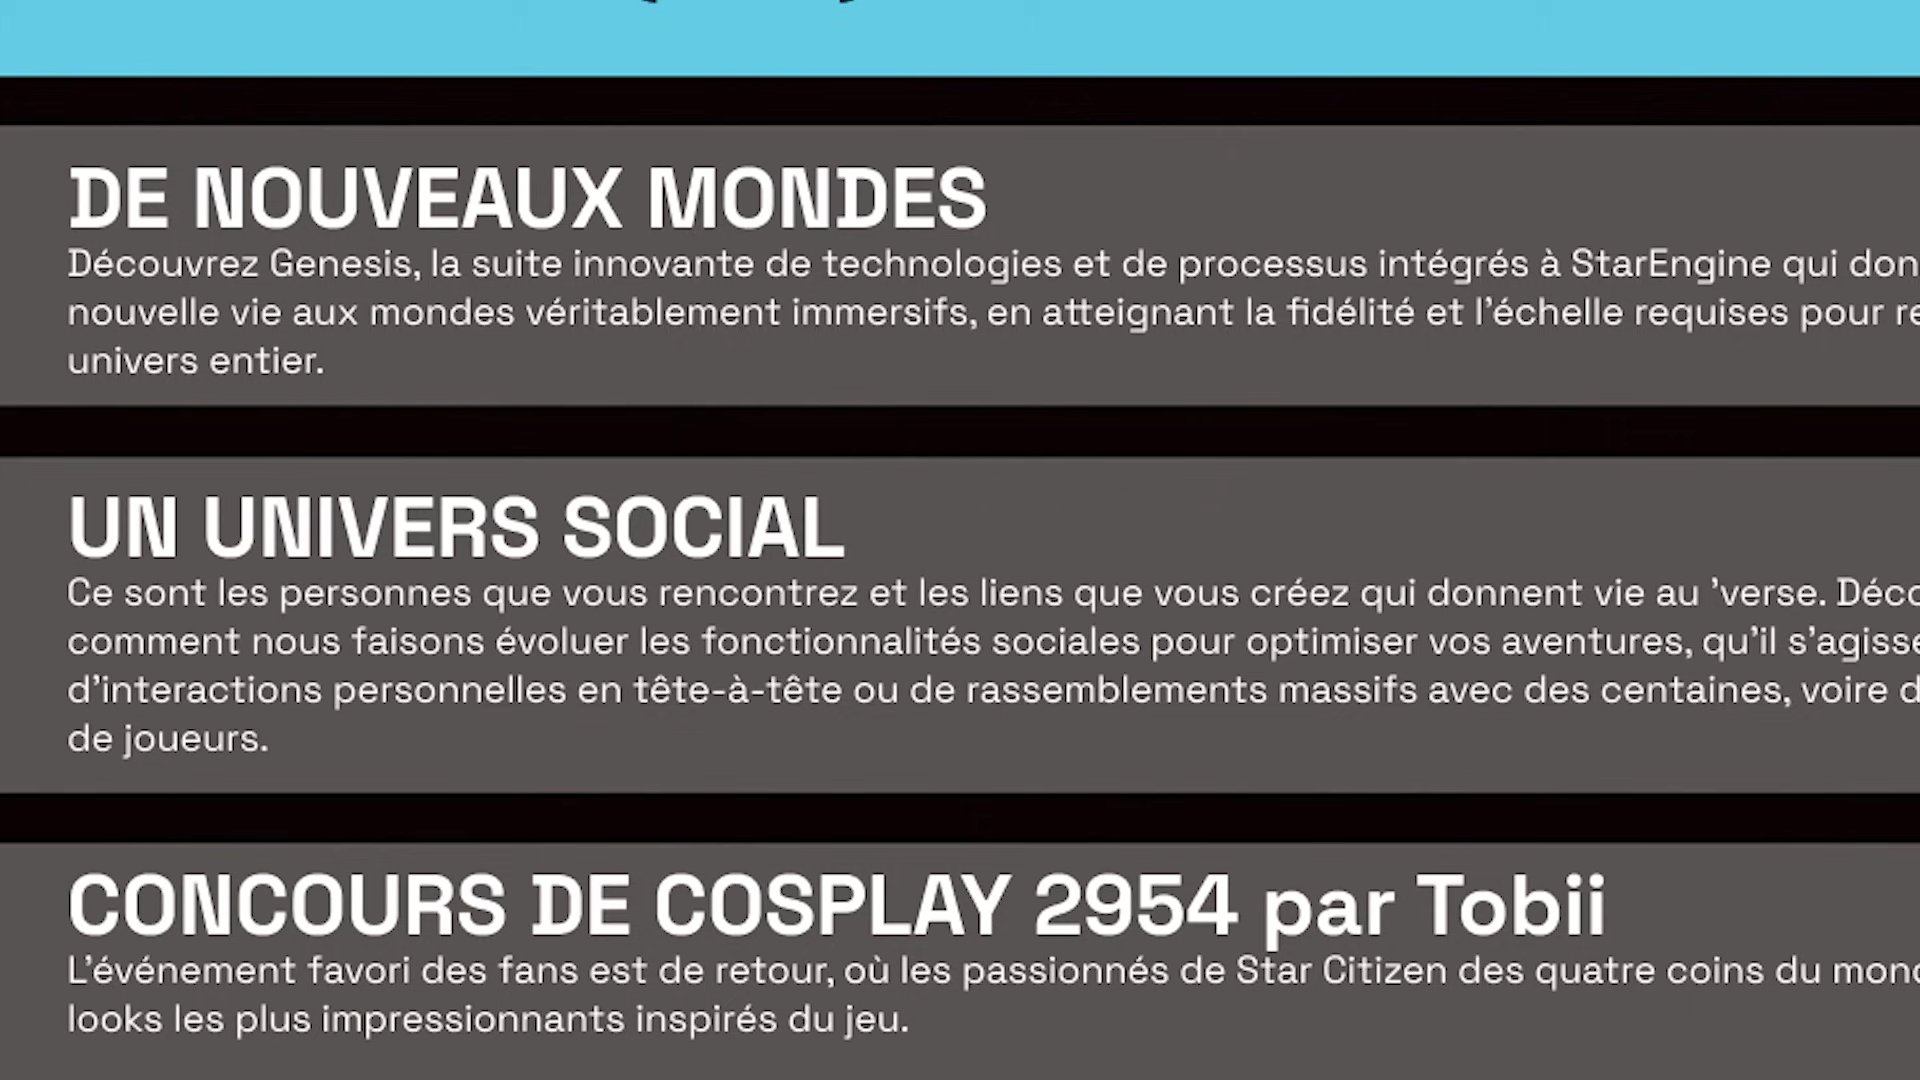 DE NOUVEAUX MONDES
Découvrez Genesis, la suite innovante de technologies et de processus intégrés à StarEngine qui
nouvelle vie aux mondes véritablement immersifs, en atteignant la fidélité et l’échelle requises pour
univers entier.
UN UNIVERS SOCIAL
Ce sont les personnes que vous rencontrez et les liens que vous créez qui donnent vie au ’verse.
comment nous faisons évoluer les fonctionnalités sociales pour optimiser vos aventures, qu’il s’agisse
d’interactions personnelles en tête-à-tête ou de rassemblements massifs avec des centaines, voire
de joueurs.
CONCOURS DE COSPLAY 2954 par Tobii
L’événement favori des fans est de retour, où les passionnés de Star Citizen des quatre coins du
looks les plus impressionnants inspirés du jeu.